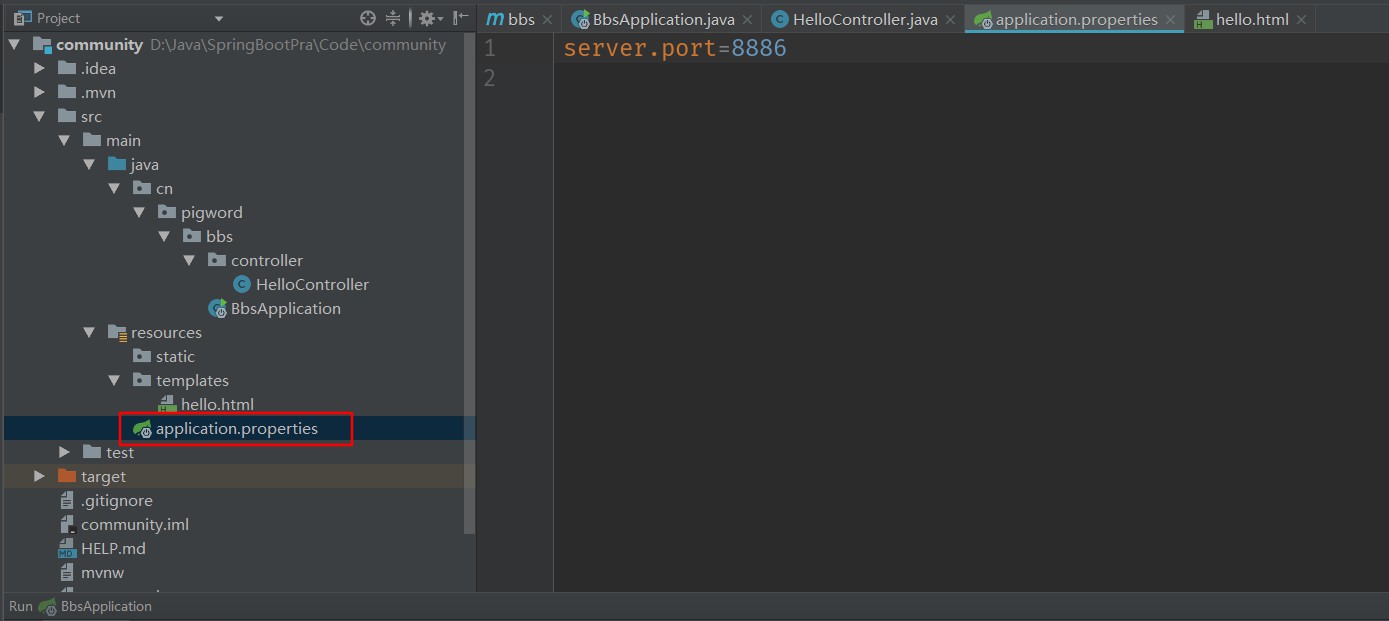 Project
bbs BbsApplication.java HelloController.java application.properties hello.html
community D:\Java\SpringBootPra\Code\community
.idea
.mvn
src
main
java
cn
pigword
bbs
controller
HelloController
BbsApplication
resources
static
templates
hello.html
application.properties
test
target
.gitignore
community.iml
HELP.md
mvnw
1 server.port=8886
2
Run BbsApplication